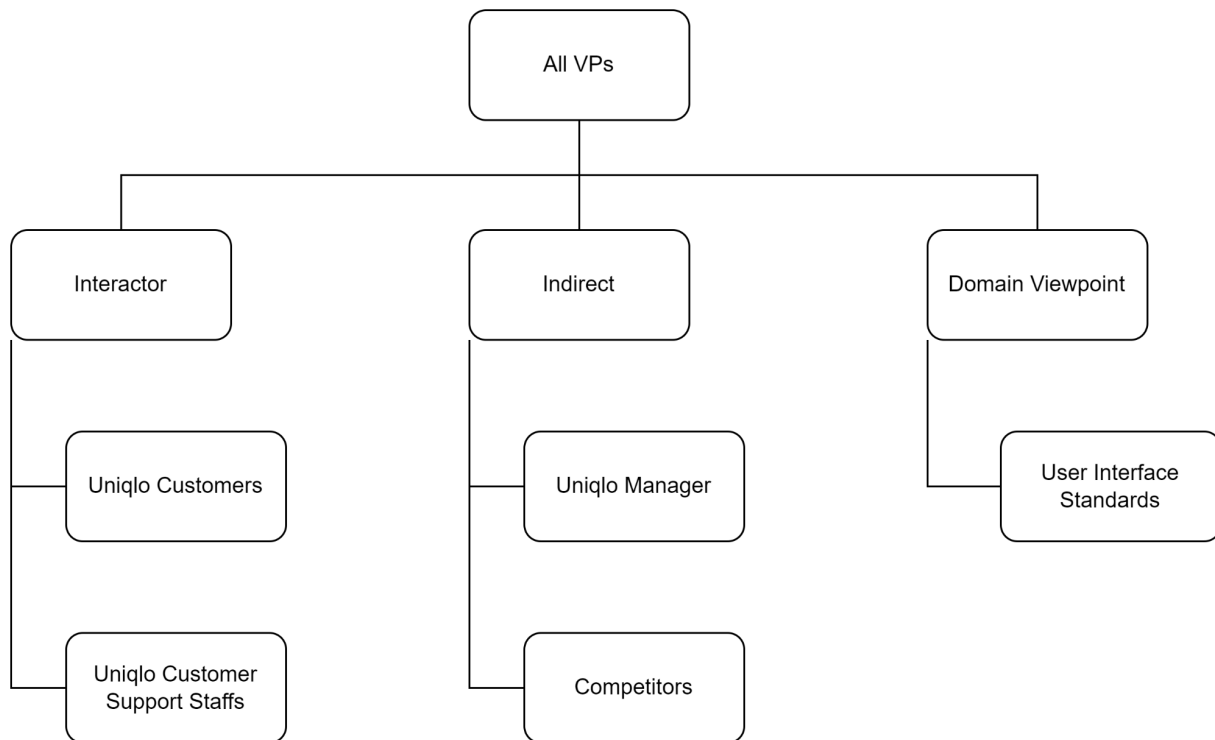 All VPs
Interactor
Indirect
Domain Viewpoint
Uniqlo Customers
Uniqlo Manager
User Interface
Standards
Uniqlo Customer
Support Staffs
Competitors